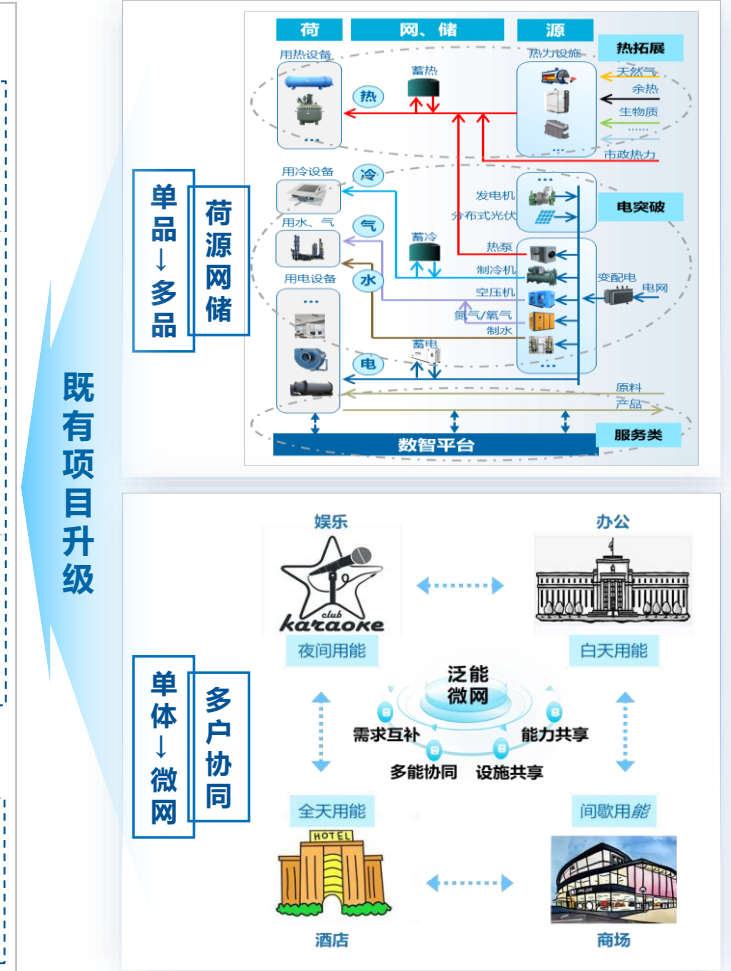 既有项目升级
单品→多品
荷源网储
荷
网、储
源
用热设备
热力设施
热拓展
蓄热
热
天然气
余热
生物质
……
市政热力
...
...
用冷设备
冷
用水、气
气
蓄冷
水
用电设备
...
...
发电机
分布式光伏
电突破
热泵
制冷机
空压机
氮气/氧气
制水
...
变配电
电网
蓄电
电
原料
产品
服务类
数智平台
单体→微网
多户协同
娱乐
办公
club
karaoke
夜间用能
白天用能
泛能
微网
需求互补
能力共享
多能协同
设施共享
全天用能
间歇用能
HOTEL
酒店
商场